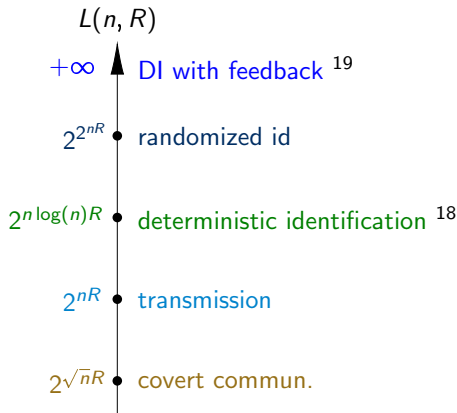 L(n, R)
+∞ DI with feedback 19
2^{2^{nR}} randomized id
2^{n log(n)R} deterministic identification 18
2^{nR} transmission
2^{√nR} covert commun.